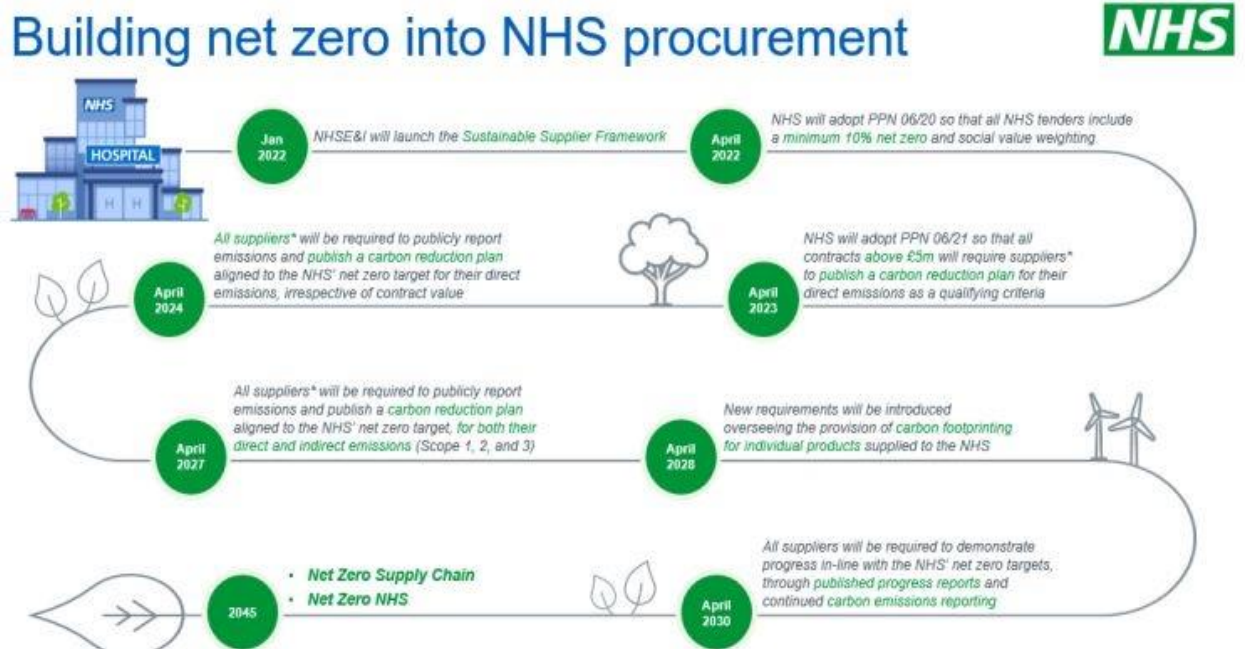 Building net zero into NHS procurement
NHS
NHS
HOSPITAL
H H
Jan
2022
NHSE&I will launch the Sustainable Supplier Framework
April
2022
NHS will adopt PPN 06/20 so that all NHS tenders include
a minimum 10% net zero and social value weighting
April
2023
NHS will adopt PPN 06/21 so that all
contracts above £5m will require suppliers*
to publish a carbon reduction plan for their
direct emissions as a qualifying criteria
April
2024
All suppliers* will be required to publicly report
emissions and publish a carbon reduction plan
aligned to the NHS' net zero target for their direct
emissions, irrespective of contract value
April
2027
All suppliers* will be required to publicly report
emissions and publish a carbon reduction plan
aligned to the NHS' net zero target, for both their
direct and indirect emissions (Scope 1, 2, and 3)
April
2028
New requirements will be introduced
overseeing the provision of carbon footprinting
for individual products supplied to the NHS
April
2030
All suppliers will be required to demonstrate
progress in-line with the NHS' net zero targets,
through published progress reports and
continued carbon emissions reporting
2045
• Net Zero Supply Chain
• Net Zero NHS